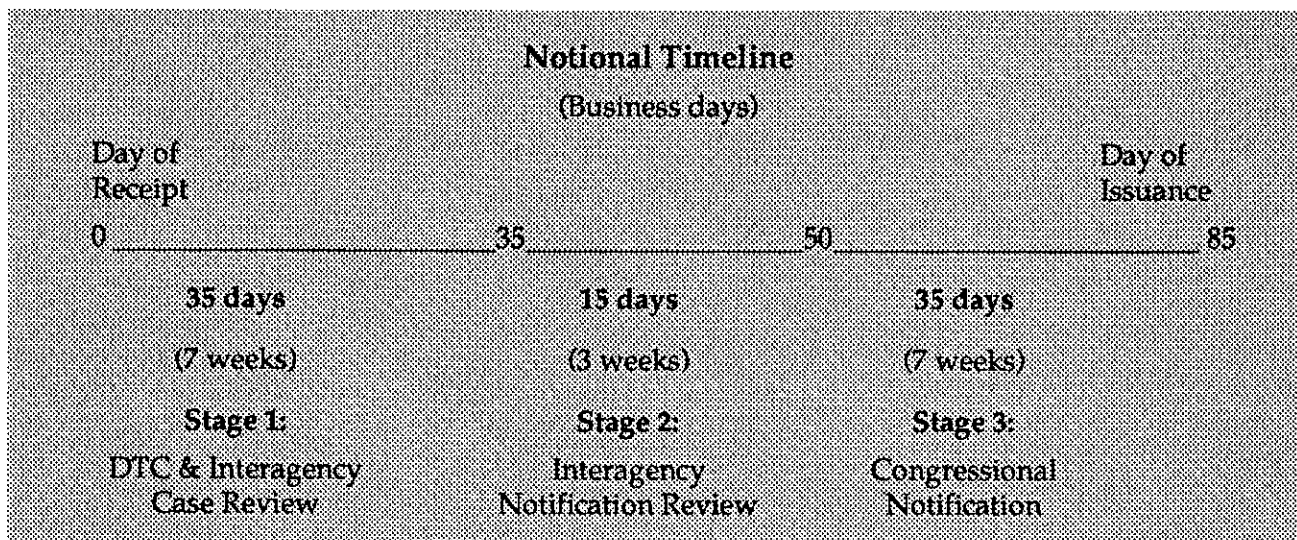 Notional Timeline
(Business days)
Day of
Receipt
Day of
Issuance
0 35 50 85
35 days 15 days 35 days
(7 weeks) (3 weeks) (7 weeks)
Stage 1: Stage 2: Stage 3:
DTC & Interagency Interagency Congressional
Case Review Notification Review Notification